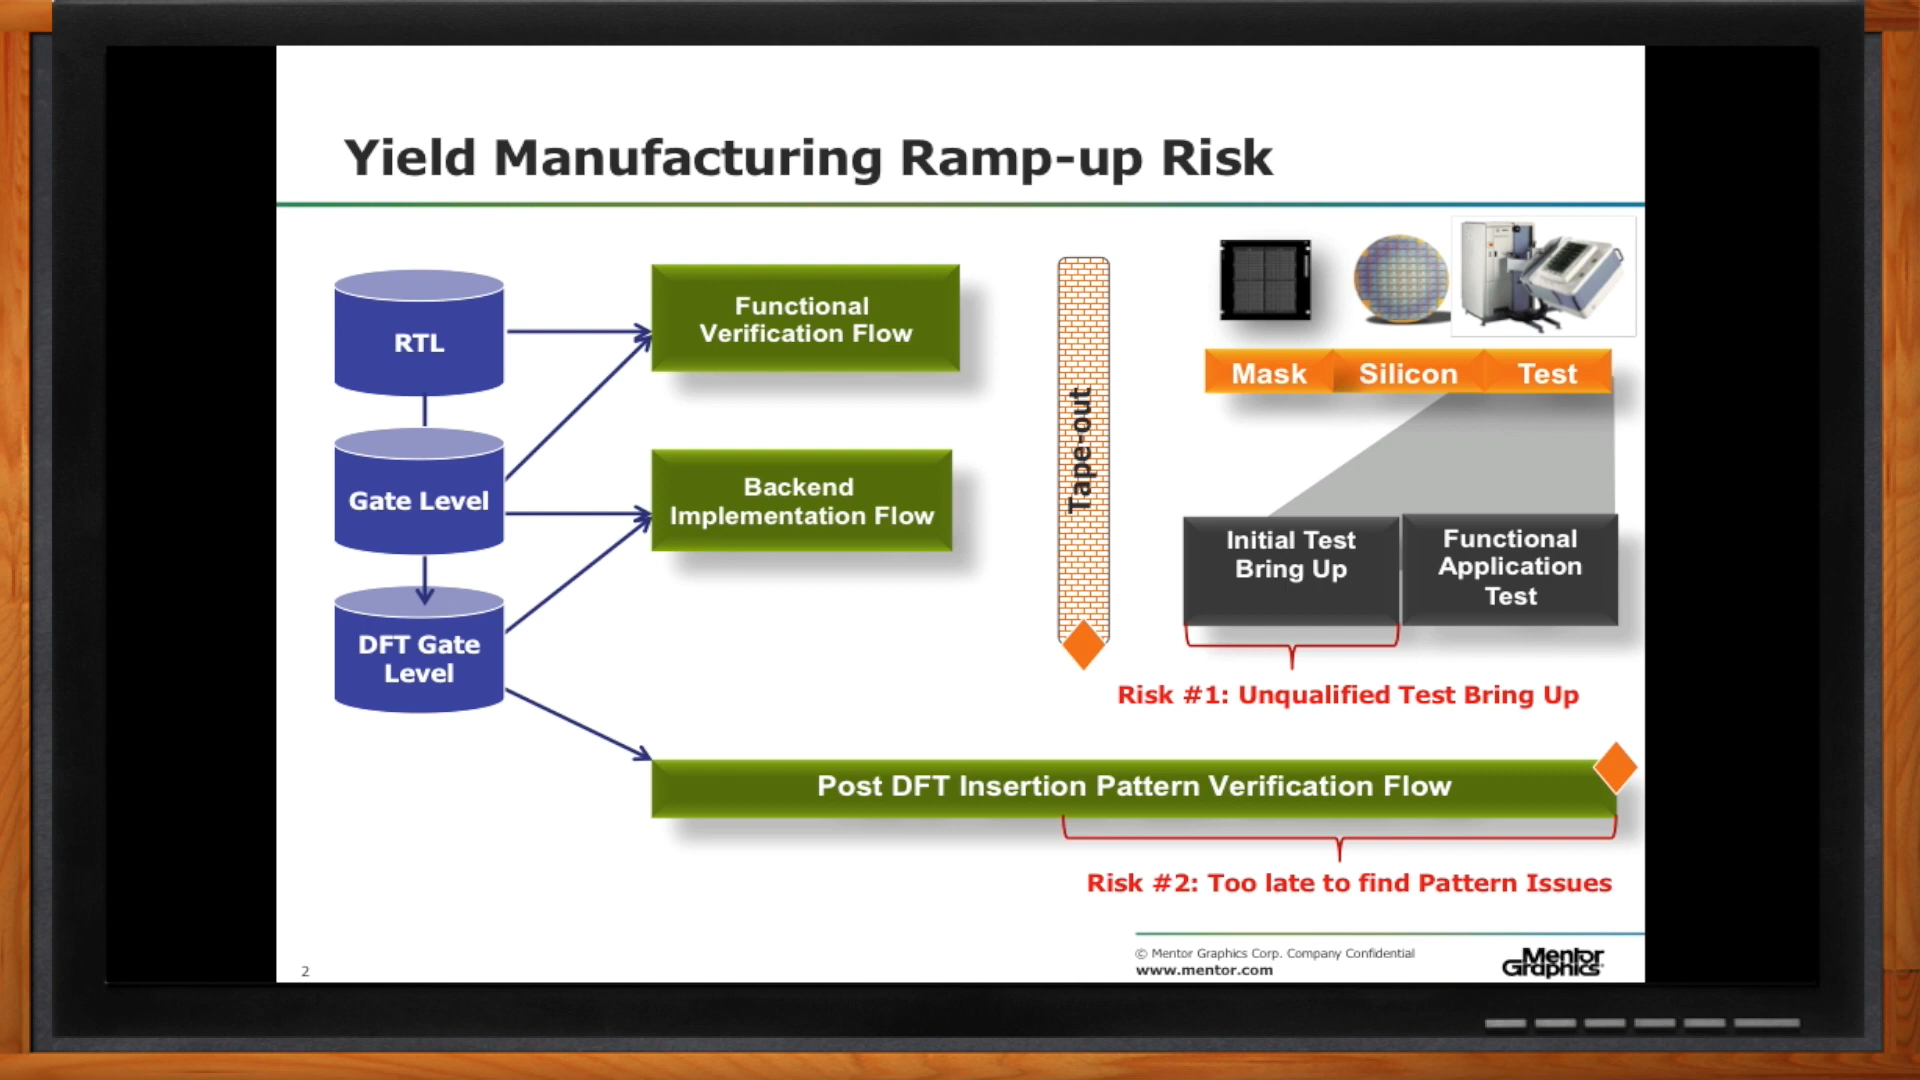 Yield Manufacturing Ramp-up Risk
RTL
Gate Level
DFT Gate
Level
Functional
Verification Flow
Backend
Implementation Flow
Tape-out
Mask
Silicon
Test
Initial Test
Bring Up
Functional
Application
Test
Risk #1: Unqualified Test Bring Up
Post DFT Insertion Pattern Verification Flow
Risk #2: Too late to find Pattern Issues
2
© Mentor Graphics Corp. Company Confidential
www.mentor.com
Mentor
Graphics